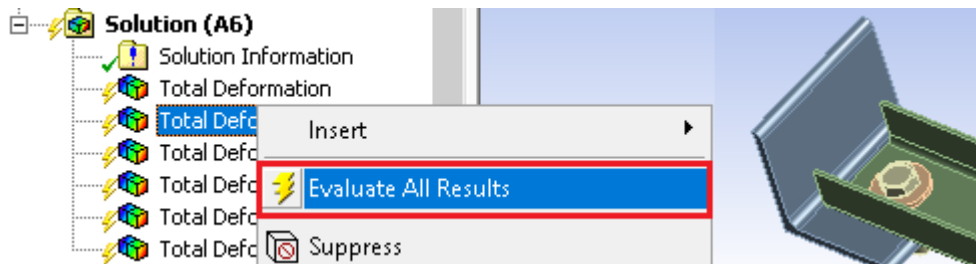 Solution (A6)
Solution Information
Total Deformation
Total Defo
Insert
Total Defo
Evaluate All Results
Total Defo
Total Defo
Suppress
Total Defo